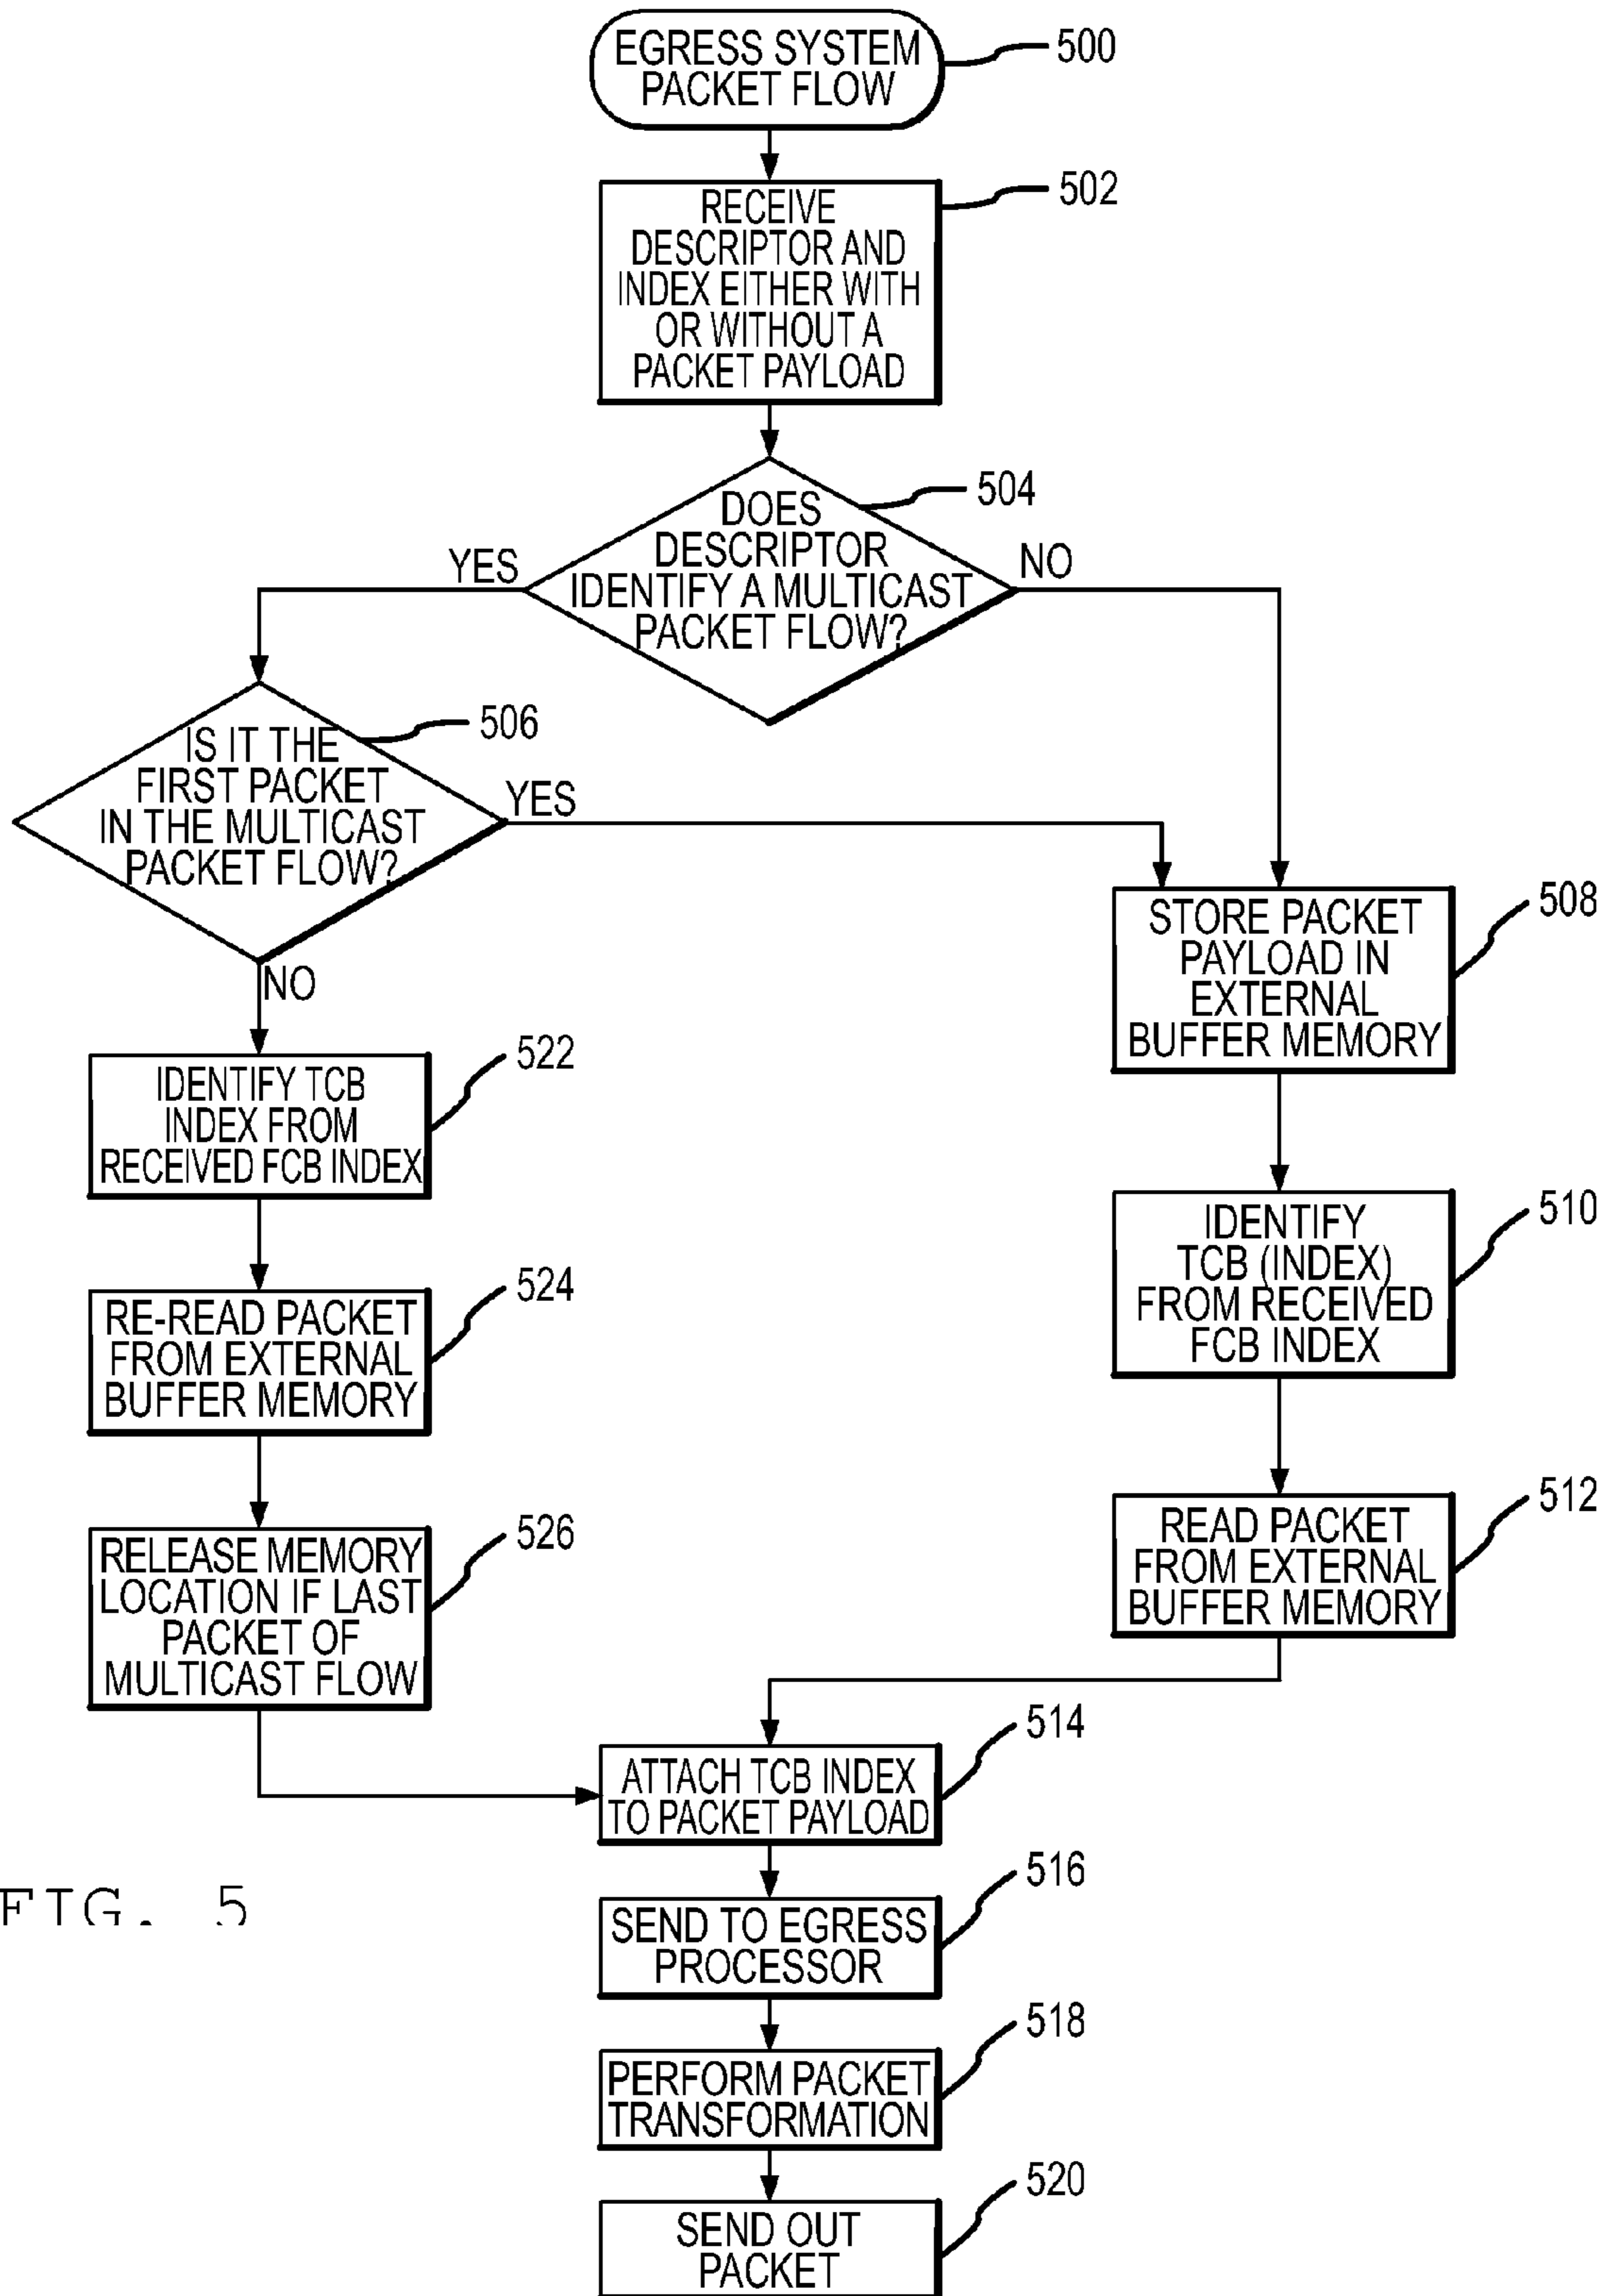 EGRESS SYSTEM
PACKET FLOW
500
RECEIVE
DESCRIPTOR AND
INDEX EITHER WITH
OR WITHOUT A
PACKET PAYLOAD
502
DOES
DESCRIPTOR
IDENTIFY A MULTICAST
PACKET FLOW?
504
YES
NO
IS IT THE
FIRST PACKET
IN THE MULTICAST
PACKET FLOW?
506
YES
NO
STORE PACKET
PAYLOAD IN
EXTERNAL
BUFFER MEMORY
508
IDENTIFY TCB
INDEX FROM
RECEIVED FCB INDEX
522
IDENTIFY
TCB (INDEX)
FROM RECEIVED
FCB INDEX
510
RE-READ PACKET
FROM EXTERNAL
BUFFER MEMORY
524
READ PACKET
FROM EXTERNAL
BUFFER MEMORY
512
RELEASE MEMORY
LOCATION IF LAST
PACKET OF
MULTICAST FLOW
526
ATTACH TCB INDEX
TO PACKET PAYLOAD
514
SEND TO EGRESS
PROCESSOR
516
PERFORM PACKET
TRANSFORMATION
518
SEND OUT
PACKET
520
FIG. 5